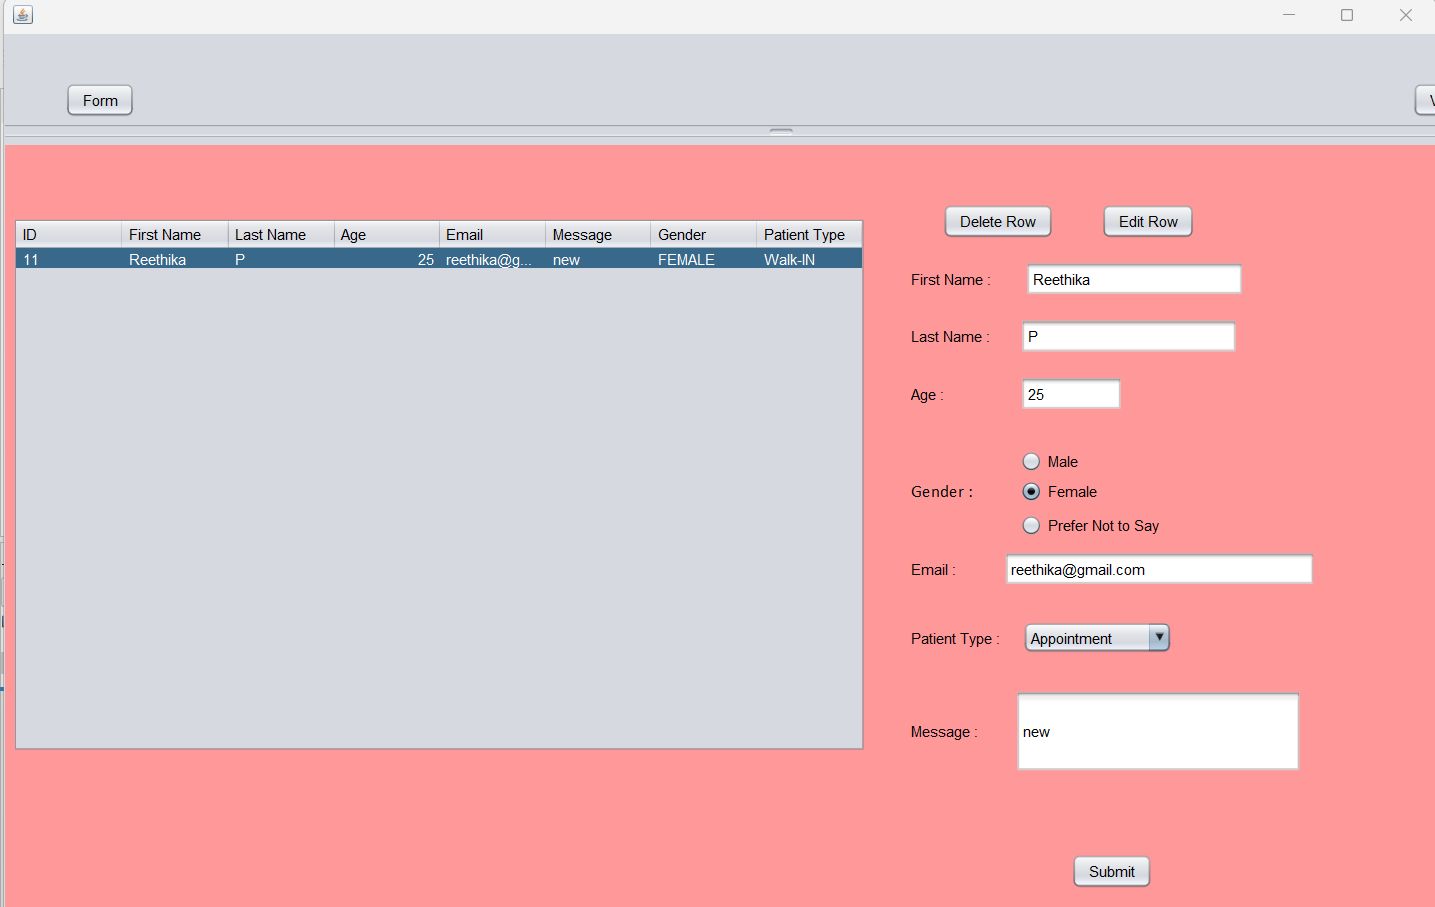 Form
V
ID First Name Last Name Age Email Message Gender Patient Type
11 Reethika P 25 reethika@g... new FEMALE Walk-IN
Delete Row Edit Row
First Name : Reethika
Last Name : P
Age : 25
Male
Gender : Female
Prefer Not to Say
Email : reethika@gmail.com
Patient Type : Appointment
Message : new
Submit